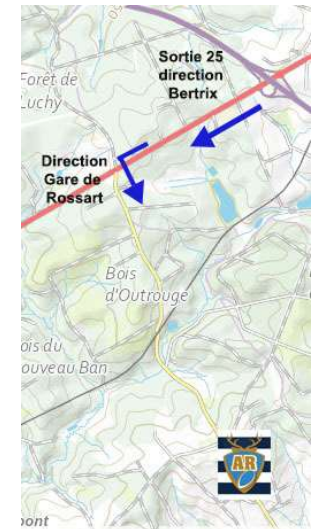 Sortie 25
direction
Bertrix
Forêt de
Luchy
Direction
Gare de
Rossart
Bois
d'Outrouge
ois du
ouveau Ban
AR
pont